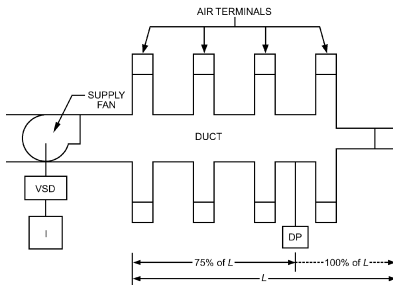 AIR TERMINALS
SUPPLY
FAN
DUCT
VSD
I
DP
75% of L
100% of L
L